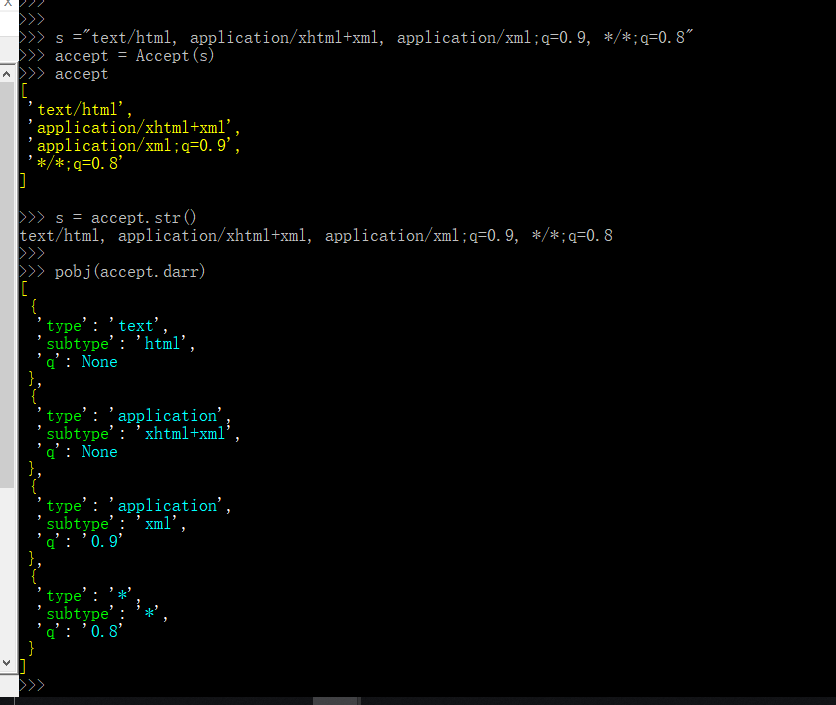 >>>
>>>
>>> s ="text/html, application/xhtml+xml, application/xml;q=0.9, */*;q=0.8"
>>> accept = Accept(s)
>>> accept
[
 'text/html',
 'application/xhtml+xml',
 'application/xml;q=0.9',
 '*/*;q=0.8'
]
>>> s = accept.str()
text/html, application/xhtml+xml, application/xml;q=0.9, */*;q=0.8
>>>
>>> pobj(accept.darr)
[
 {
  'type': 'text',
  'subtype': 'html',
  'q': None
 },
 {
  'type': 'application',
  'subtype': 'xhtml+xml',
  'q': None
 },
 {
  'type': 'application',
  'subtype': 'xml',
  'q': '0.9'
 },
 {
  'type': '*',
  'subtype': '*',
  'q': '0.8'
 }
]
>>>